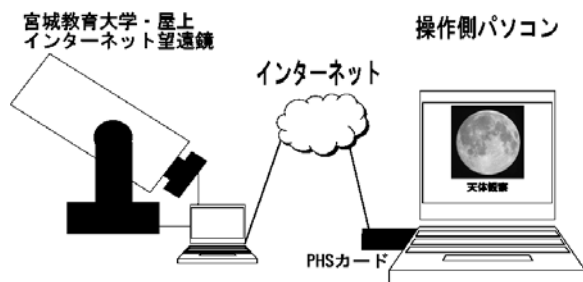 宮城教育大学・屋上
インターネット望遠鏡
インターネット
操作側パソコン
天体観察
PHSカード